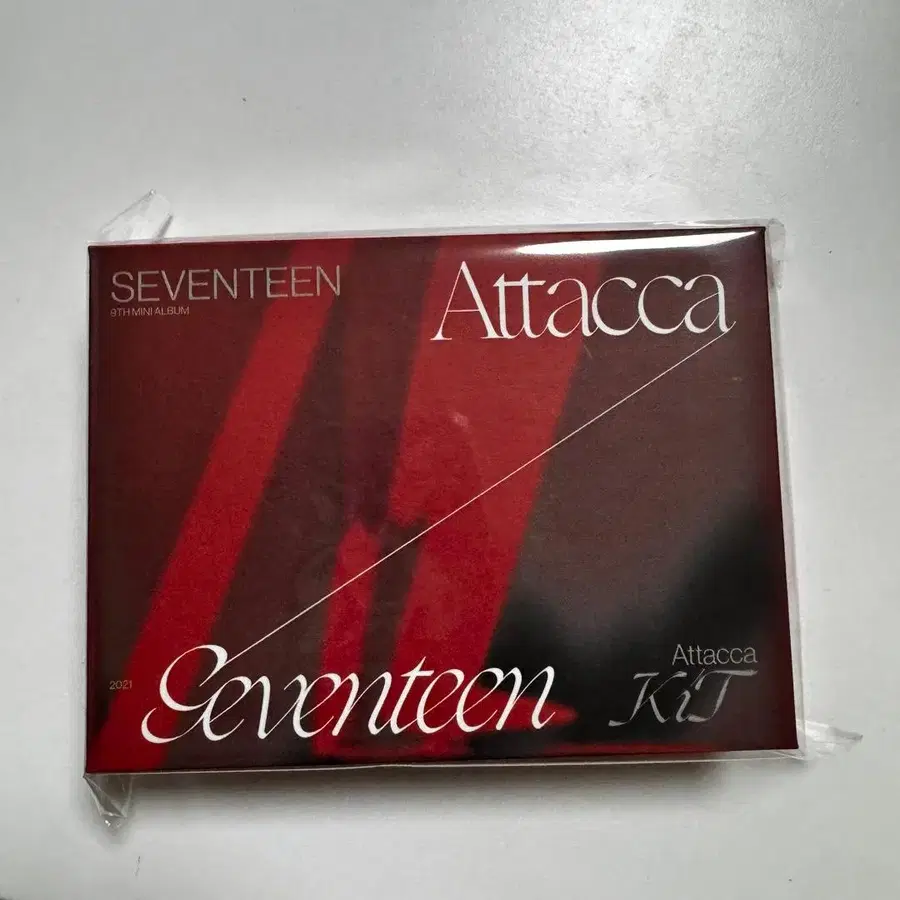 SEVENTEEN
9TH MINI ALBUM
Attacca
2021
Seventeen
Attacca
KiT